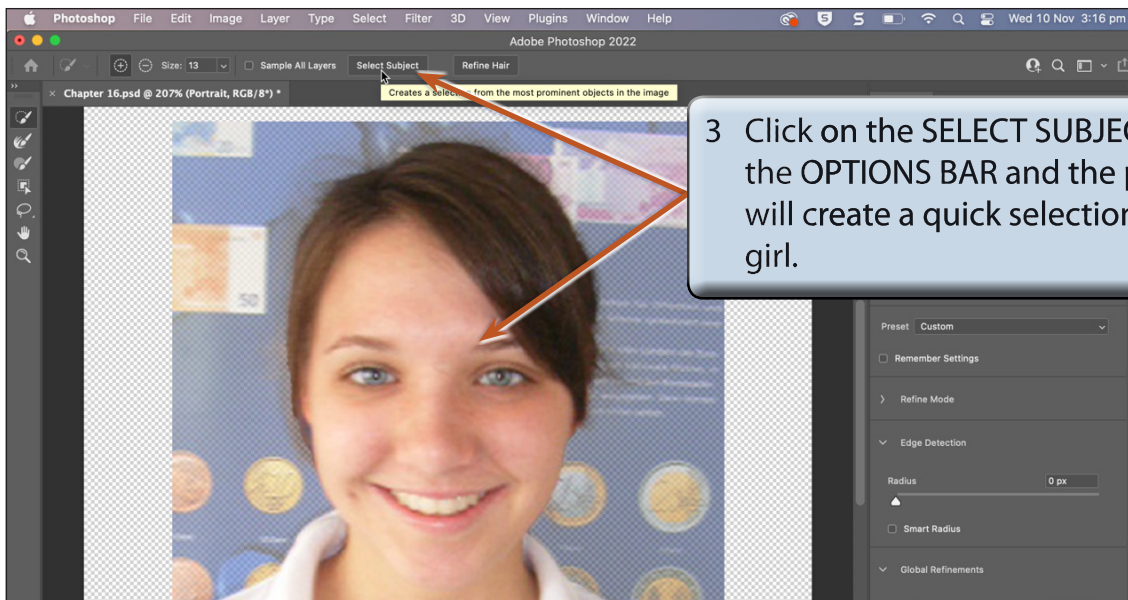 Photoshop File Edit Image Layer Type Select Filter 3D View Plugins Window Help Wed 10 Nov 3:16 pm
Adobe Photoshop 2022
Size: 13 Sample All Layers Select Subject Refine Hair
× Chapter 16.psd @ 207% (Portrait, RGB/8*) *
Creates a selection from the most prominent objects in the image
3 Click on the SELECT SUBJEC
the OPTIONS BAR and the p
will create a quick selection
girl.
50
Preset Custom
Remember Settings
Refine Mode
Edge Detection
Radius 0 px
Smart Radius
Global Refinements